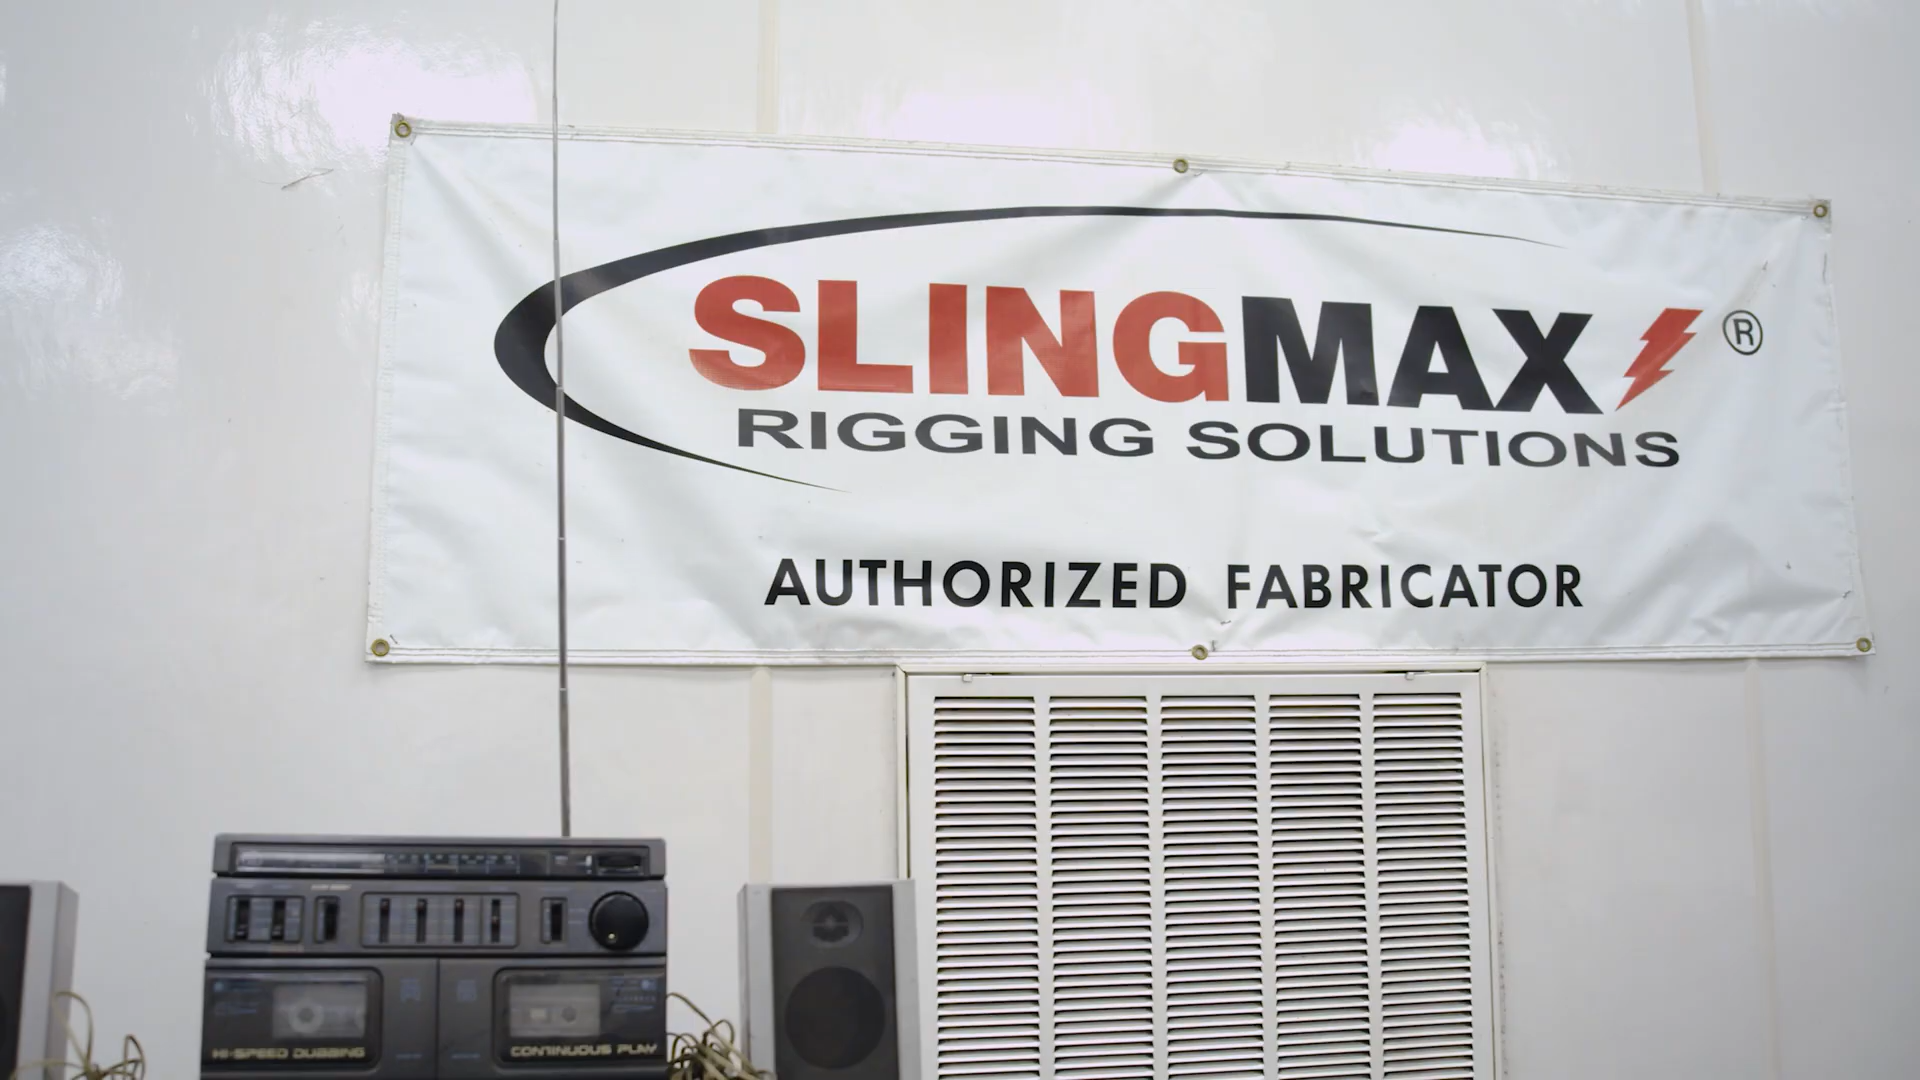 SLINGMAX ®
RIGGING SOLUTIONS
AUTHORIZED FABRICATOR
HI-SPEED DUBBING
CONTINUOUS PLAY